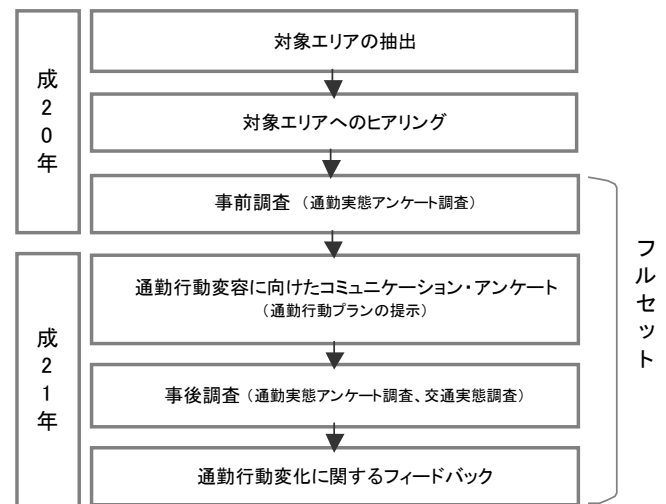 成20年
対象エリアの抽出
対象エリアへのヒアリング
事前調査（通勤実態アンケート調査）
成21年
通勤行動変容に向けたコミュニケーション・アンケート
（通勤行動プランの提示）
事後調査（通勤実態アンケート調査、交通実態調査）
通勤行動変化に関するフィードバック
フルセット